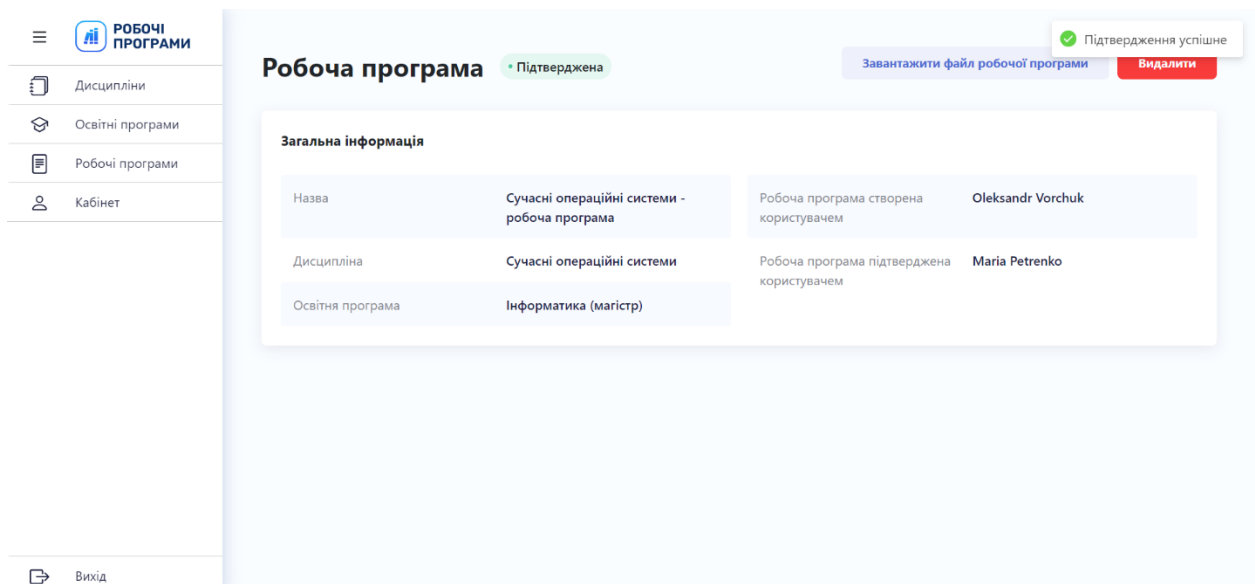 РОБОЧІ
ПРОГРАМИ
Дисципліни
Освітні програми
Робочі програми
Кабінет
Вихід
Підтвердження успішне
Робоча програма
• Підтверджена
Завантажити файл робочої програми
Видалити
Загальна інформація
Назва
Сучасні операційні системи -
робоча програма
Дисципліна
Сучасні операційні системи
Освітня програма
Інформатика (магістр)
Робоча програма створена
користувачем
Oleksandr Vorchuk
Робоча програма підтверджена
користувачем
Maria Petrenko